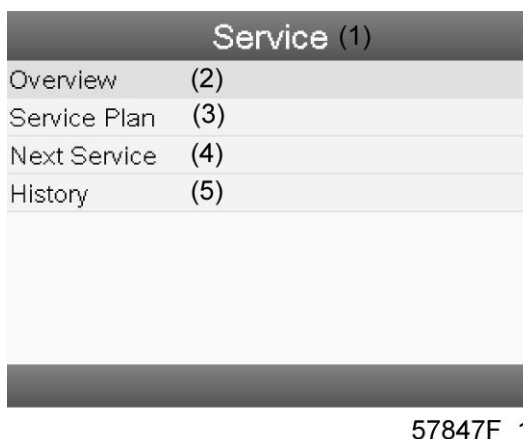 Service (1)
Overview (2)
Service Plan (3)
Next Service (4)
History (5)
57847F